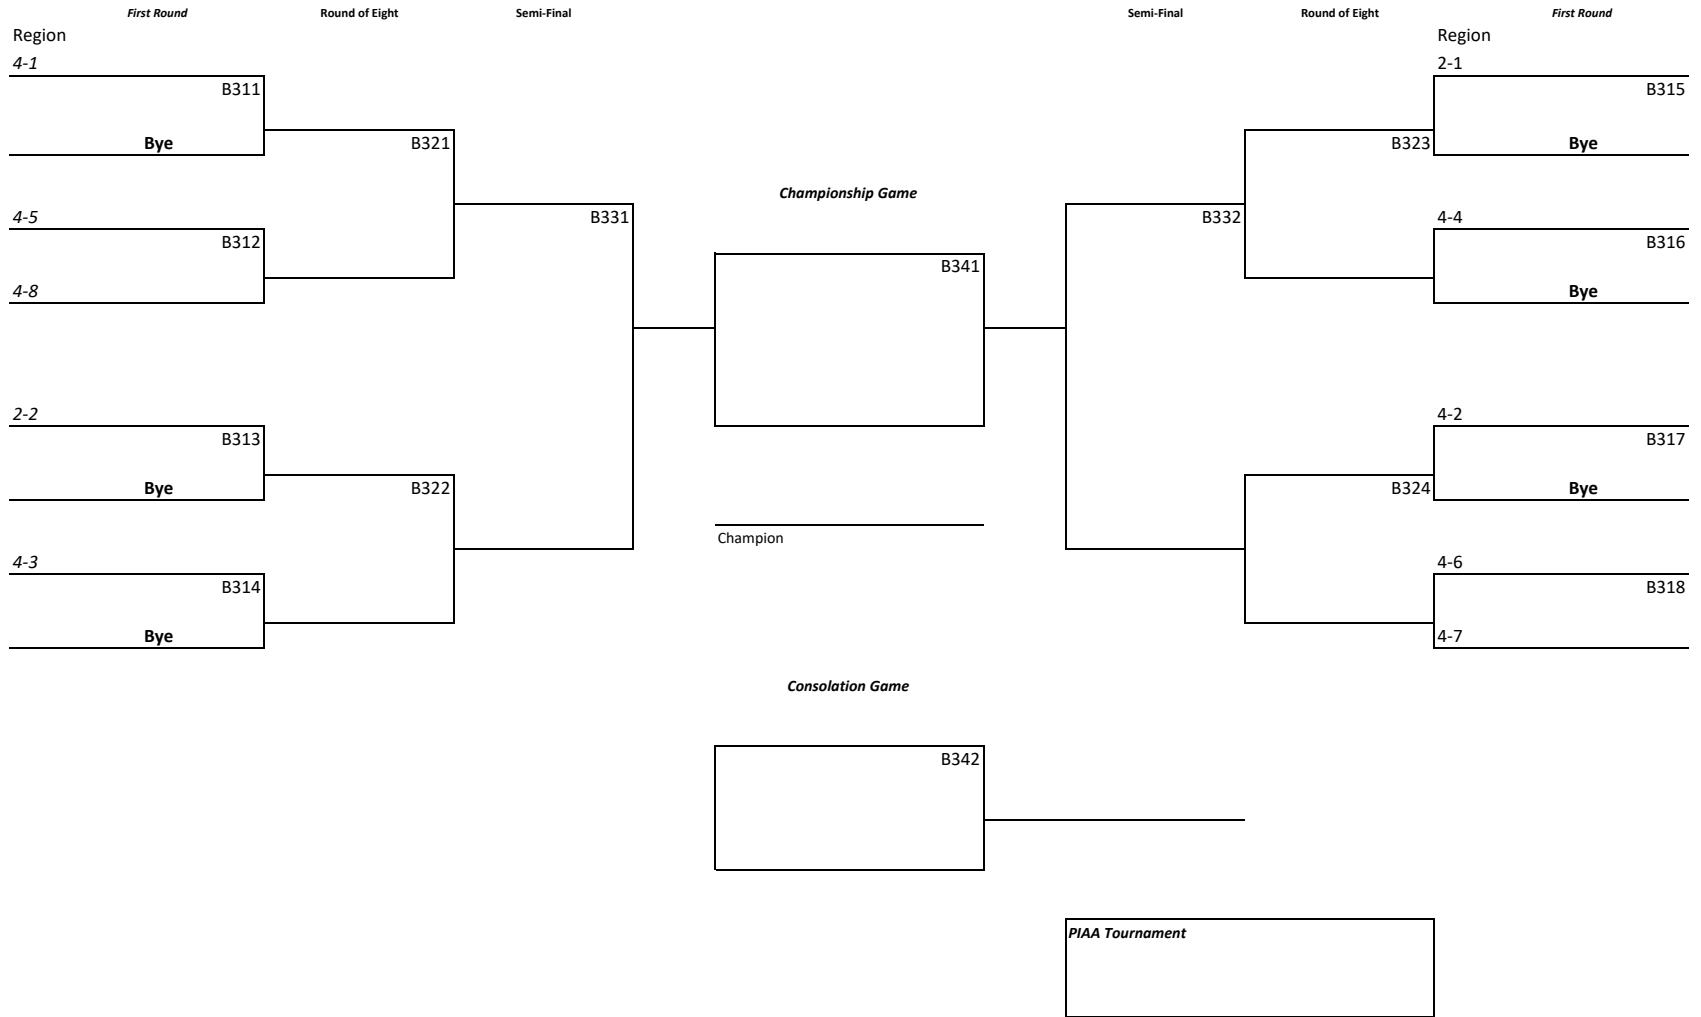 First Round Round of Eight Semi-Final Semi-Final Round of Eight First Round
Region Region
4-1 2-1
B311 B315
Bye B321 B323 Bye
Championship Game
4-5 B331 B332 4-4
B312 B316
B341
4-8 Bye
2-2 4-2
B313 B317
Bye B322 B324 Bye
Champion
4-3 4-6
B314 B318
Bye 4-7
Consolation Game
B342
PIAA Tournament